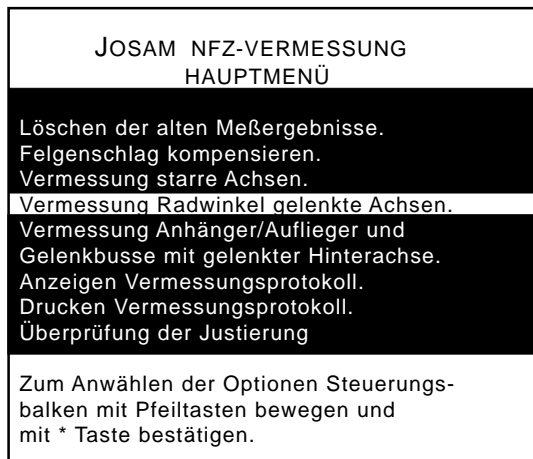 JOSAM NFZ-VERMESSUNG
HAUPTMENÜ
Löschen der alten Meßergebnisse.
Felgenschlag kompensieren.
Vermessung starre Achsen.
Vermessung Radwinkel gelenkte Achsen.
Vermessung Anhänger/Auflieger und
Gelenkbusse mit gelenkter Hinterachse.
Anzeigen Vermessungsprotokoll.
Drucken Vermessungsprotokoll.
Überprüfung der Justierung
Zum Anwählen der Optionen Steuerungs-
balken mit Pfeiltasten bewegen und
mit * Taste bestätigen.